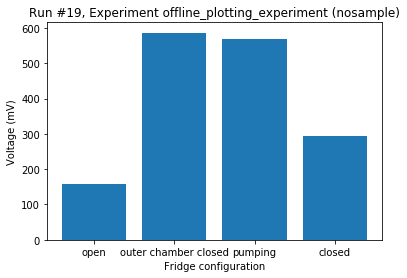 Run #19, Experiment offline_plotting_experiment (nosample)
600
500
400
300
200
100
0
Voltage (mV)
open outer chamber closed pumping closed
Fridge configuration